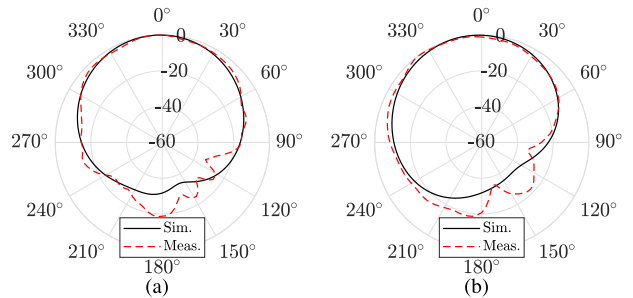 0° 0°
330° 30° 330° 30°
0 0
300° -20 60° 300° -20 60°
-40 -40
270° -60 90° 270° -60 90°
240° 120° 240° 120°
Sim. Sim.
Meas. Meas.
210° 150° 210° 150°
180° 180°
(a) (b)